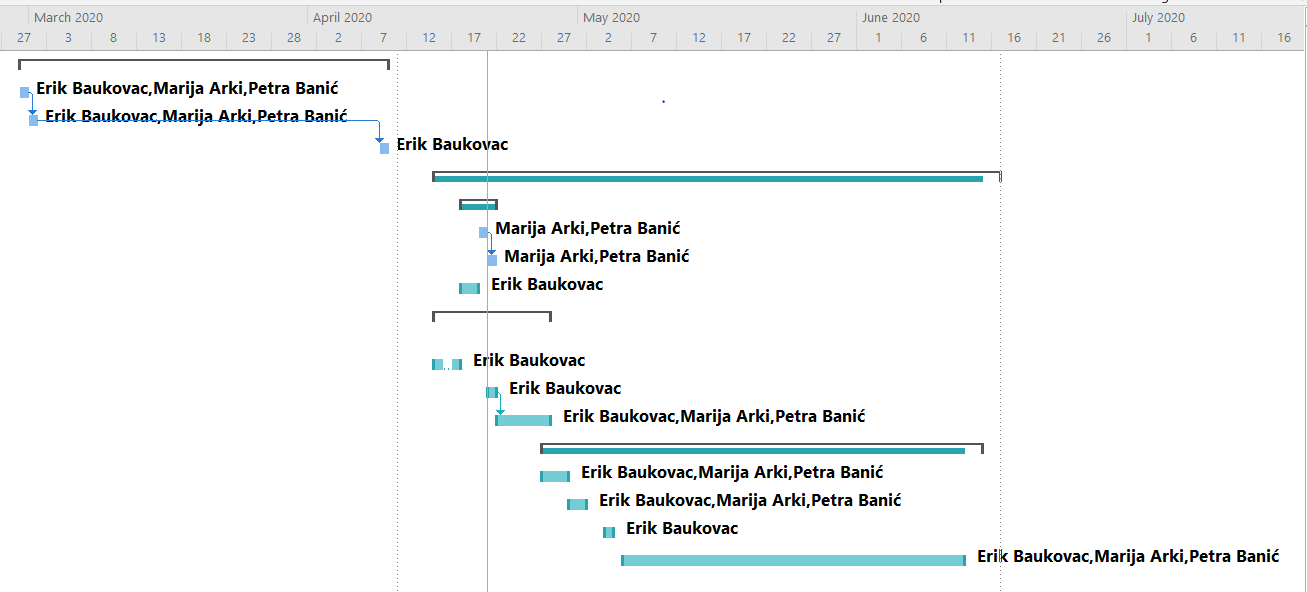 March 2020 April 2020 May 2020 June 2020 July 2020
27 3 8 13 18 23 28 2 7 12 17 22 27 2 7 12 17 22 27 1 6 11 16 21 26 1 6 11 16
Erik Baukovac,Marija Arki,Petra Banić
Erik Baukovac,Marija Arki,Petra Banić
Erik Baukovac
Marija Arki,Petra Banić
Marija Arki,Petra Banić
Erik Baukovac
Erik Baukovac
Erik Baukovac
Erik Baukovac,Marija Arki,Petra Banić
Erik Baukovac,Marija Arki,Petra Banić
Erik Baukovac,Marija Arki,Petra Banić
Erik Baukovac
Erik Baukovac,Marija Arki,Petra Banić